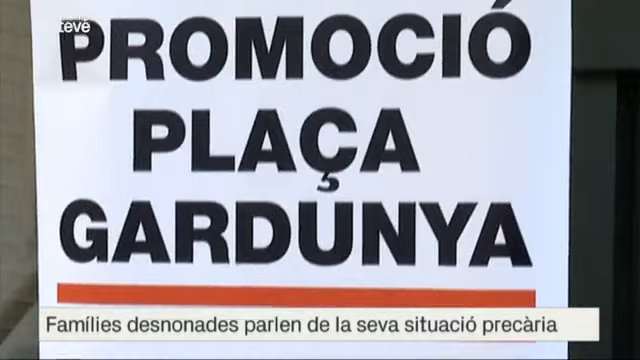 tevé
PROMOCIÓ
PLAÇA
GARDUNYA
Famílies desnonades parlen de la seva situació precària